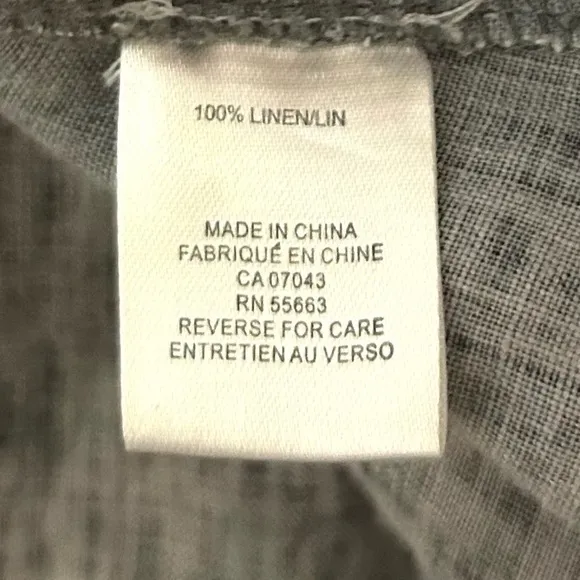 100% LINEN/LIN
MADE IN CHINA
FABRIQUÉ EN CHINE
CA 07043
RN 55663
REVERSE FOR CARE
ENTRETIEN AU VERSO